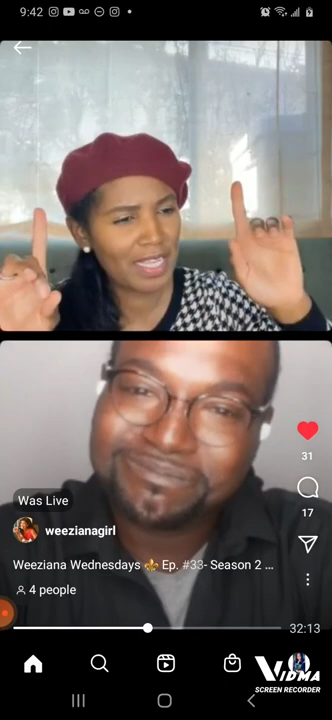 9:42
31
Was Live
17
weezianagirl
Weeziana Wednesdays ⚜️ Ep. #33- Season 2 ...
4 people
32:13
VIDMA
SCREEN RECORDER